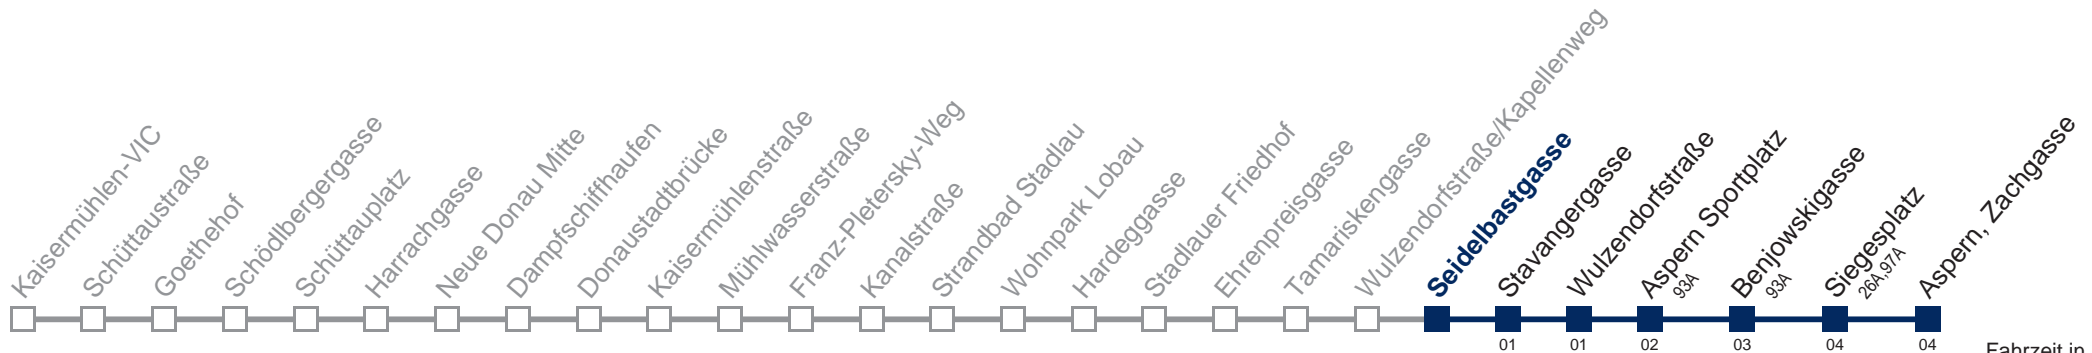 Kaisermühlen-VIC
Schüttaustraße
Goethehof
Schödlbergergasse
Schüttauplatz
Harrachgasse
Neue Donau Mitte
Dampfschiffhaufen
Donaustadtbrücke
Kaisermühlenstraße
Mühlwasserstraße
Franz-Pletersky-Weg
Kanalstraße
Strandbad Stadlau
Wohnpark Lobau
Hardeggasse
Stadlauer Friedhof
Ehrenpreisgasse
Tamariskengasse
Wulzendorfstraße/Kapellenweg
Seidelbastgasse
Stavangergasse
Wulzendorfstraße
Aspern Sportplatz
93A
Benjowskigasse
93A
Siegesplatz
26A,97A
Aspern, Zachgasse
01 01 02 03 04 04
Fahrzeit in